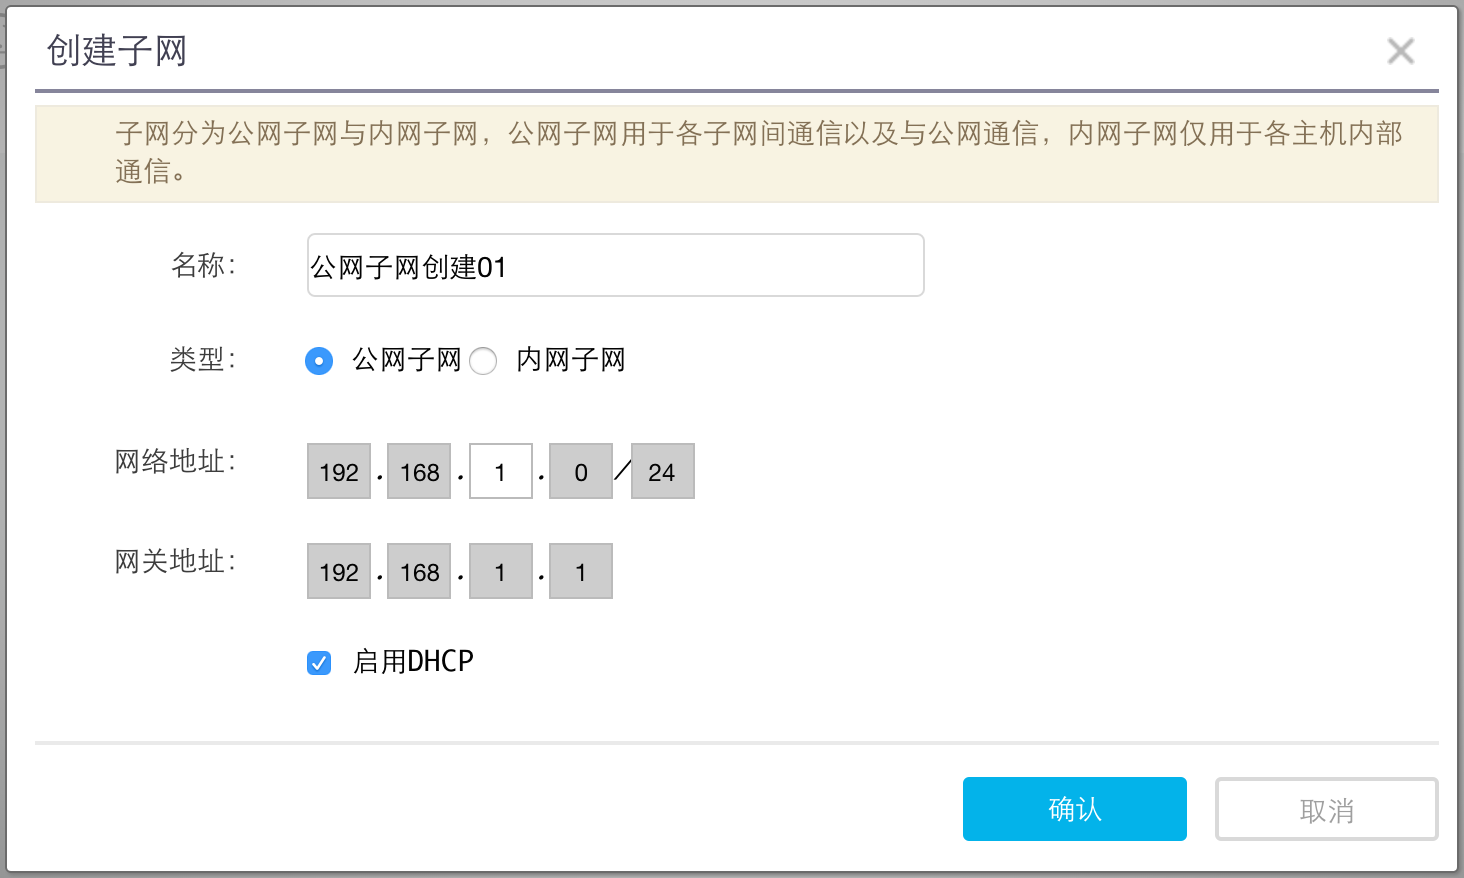 创建子网
子网分为公网子网与内网子网，公网子网用于各子网间通信以及与公网通信，内网子网仅用于各主机内部
通信。
名称：
公网子网创建01
类型：
公网子网 内网子网
网络地址：
192.168.1.0/24
网关地址：
192.168.1.1
启用DHCP
确认
取消